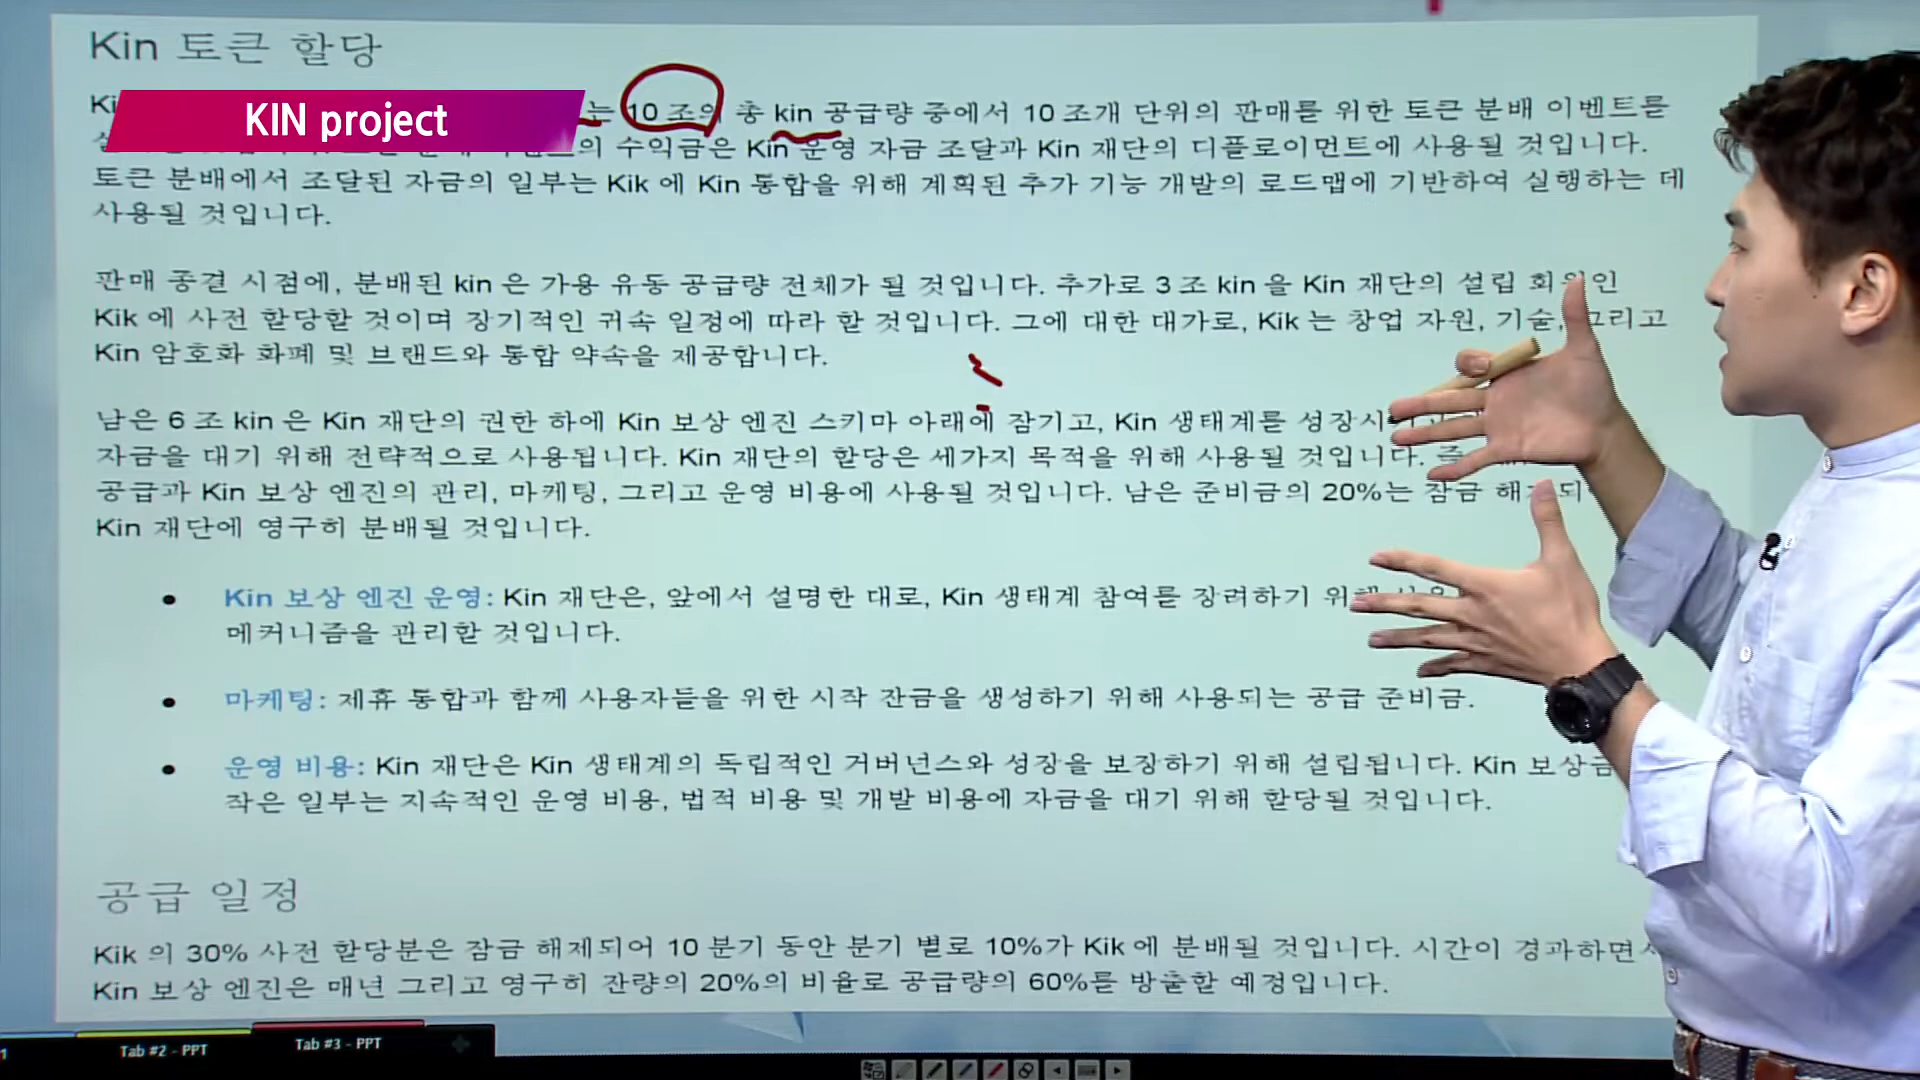 Kin 토큰 할당
KIN project
는 10 조의 총 kin 공급량 중에서 10 조개 단위의 판매를 위한 토큰 분배 이벤트를
수익금은 Kin 운영 자금 조달과 Kin 재단의 디플로이먼트에 사용될 것입니다.
토큰 분배에서 조달된 자금의 일부는 Kik 에 Kin 통합을 위해 계획된 추가 기능 개발의 로드맵에 기반하여 실행하는 데
사용될 것입니다.
판매 종결 시점에, 분배된 kin 은 가용 유동 공급량 전체가 될 것입니다. 추가로 3 조 kin 을 Kin 재단의 설립 회원인
Kik 에 사전 할당할 것이며 장기적인 귀속 일정에 따라 할 것입니다. 그에 대한 대가로, Kik 는 창업 자원, 기술, 그리고
Kin 암호화 화폐 및 브랜드와 통합 약속을 제공합니다.
남은 6 조 kin 은 Kin 재단의 권한 하에 Kin 보상 엔진 스키마 아래에 잠기고, Kin 생태계를
자금을 대기 위해 전략적으로 사용됩니다. Kin 재단의 할당은 세가지 목적을 위해 사용될 것입니다.
공급과 Kin 보상 엔진의 관리, 마케팅, 그리고 운영 비용에 사용될 것입니다. 남은 준비금의 20%는 잠금
Kin 재단에 영구히 분배될 것입니다.
• Kin 보상 엔진 운영: Kin 재단은, 앞에서 설명한 대로, Kin 생태계 참여를 장려하기 위해
메커니즘을 관리할 것입니다.
• 마케팅: 제휴 통합과 함께 사용자들을 위한 시작 잔금을 생성하기 위해 사용되는 공급 준비금.
• 운영 비용: Kin 재단은 Kin 생태계의 독립적인 거버넌스와 성장을 보장하기 위해 설립됩니다. Kin 보상금
작은 일부는 지속적인 운영 비용, 법적 비용 및 개발 비용에 자금을 대기 위해 할당될 것입니다.
공급 일정
Kik 의 30% 사전 할당분은 잠금 해제되어 10 분기 동안 분기 별로 10%가 Kik 에 분배될 것입니다. 시간이 경과하면서
Kin 보상 엔진은 매년 그리고 영구히 잔량의 20%의 비율로 공급량의 60%를 방출할 예정입니다.
1 Tab #2 - PPT Tab #3 - PPT